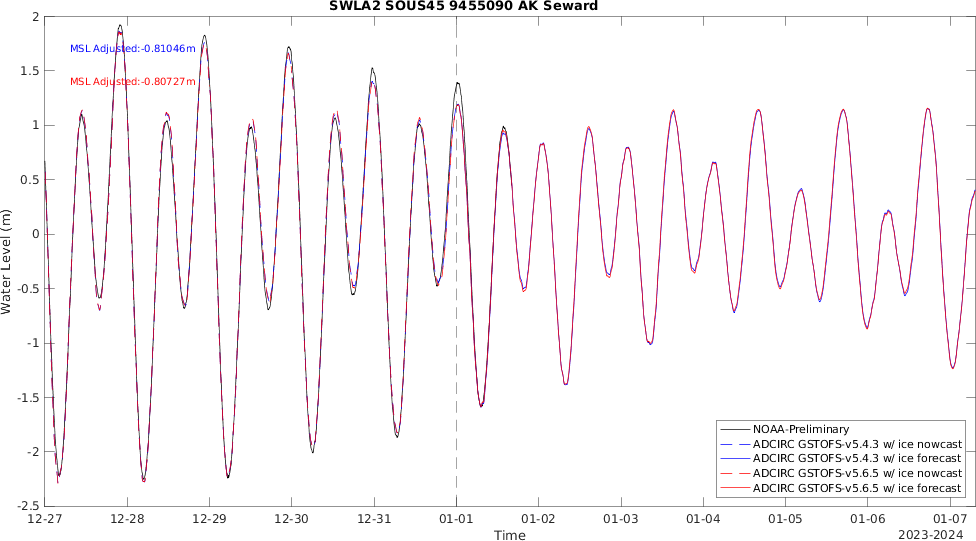 SWLA2 SOUS45 9455090 AK Seward
2
1.5
1
0.5
0
-0.5
-1
-1.5
-2
-2.5
Water Level (m)
MSL Adjusted:-0.81046m
MSL Adjusted:-0.80727m
NOAA-Preliminary
ADCIRC GSTOFS-v5.4.3 w/ ice nowcast
ADCIRC GSTOFS-v5.4.3 w/ ice forecast
ADCIRC GSTOFS-v5.6.5 w/ ice nowcast
ADCIRC GSTOFS-v5.6.5 w/ ice forecast
12-27 12-28 12-29 12-30 12-31 01-01 01-02 01-03 01-04 01-05 01-06 01-07
Time
2023-2024